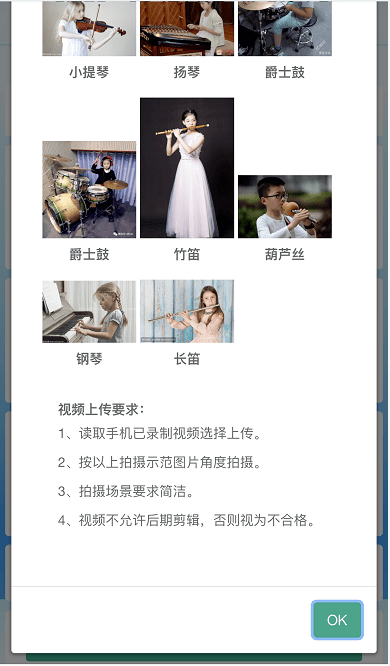 小提琴 扬琴 爵士鼓
爵士鼓 竹笛 葫芦丝
钢琴 长笛
视频上传要求：
1、读取手机已录制视频选择上传。
2、按以上拍摄示范图片角度拍摄。
3、拍摄场景要求简洁。
4、视频不允许后期剪辑，否则视为不合格。
OK